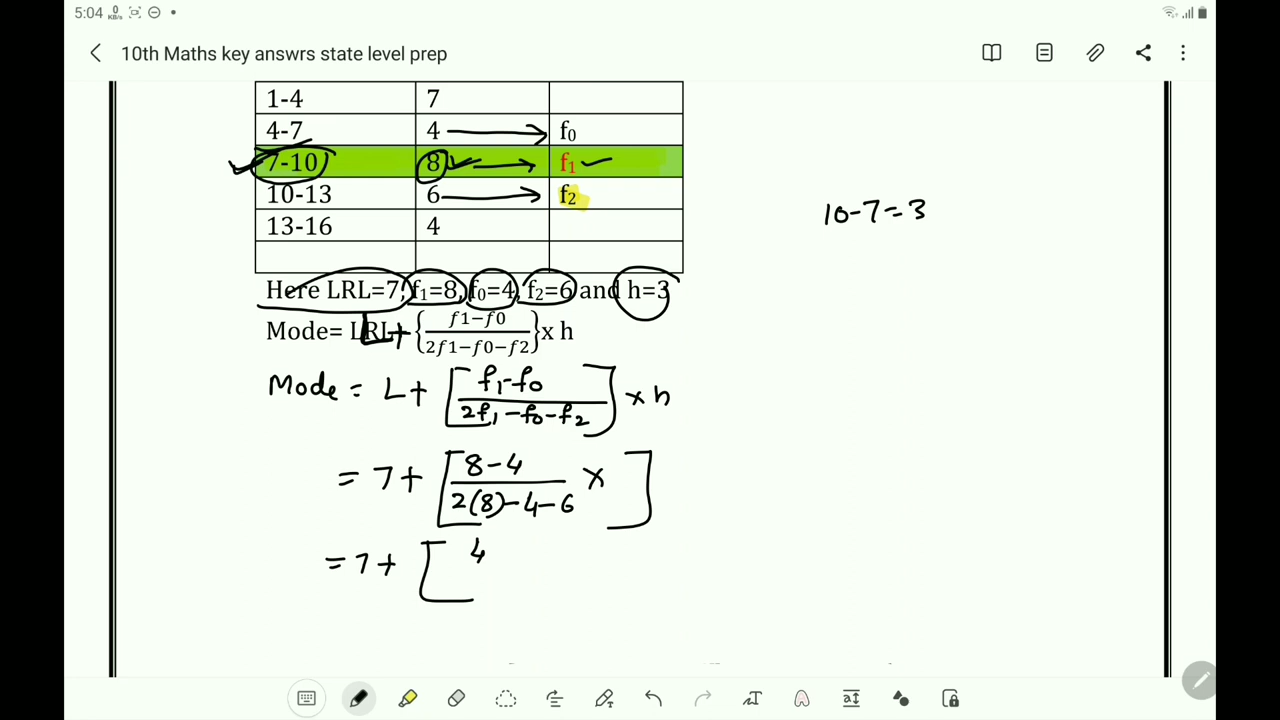 5:04 0 KB/s
10th Maths key answrs state level prep
1-4 7
4-7 4 f₀
7-10 8 f₁
10-13 6 f₂
13-16 4
10-7=3
Here LRL=7, f₁=8, f₀=4, f₂=6 and h=3
Mode= LRL+{f1−f0/2f1−f0−f2}x h
Mode = L+ [f₁-f₀/2f₁-f₀-f₂] x h
= 7+ [8-4/2(8)-4-6 x ]
= 7+ [ 4